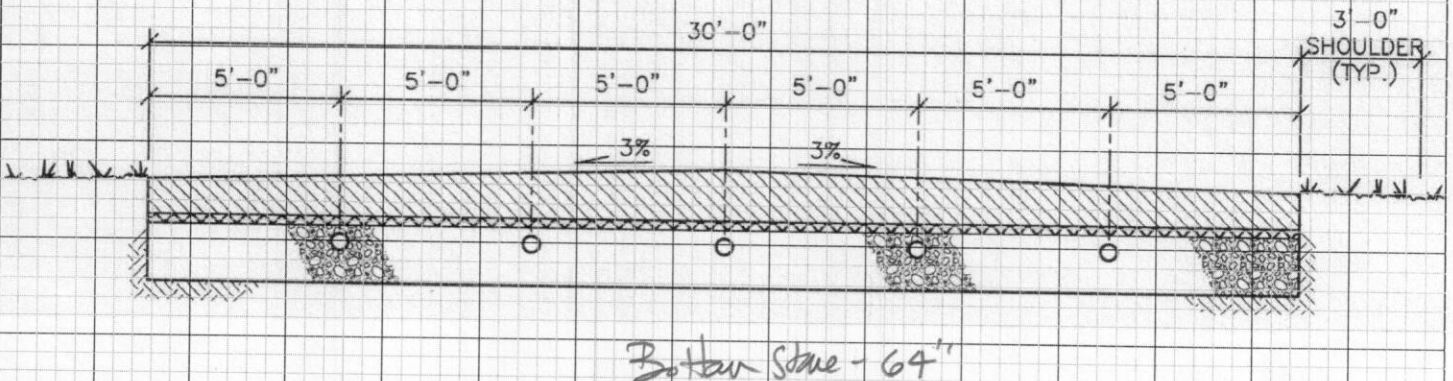 30'-0"
3'-0"
SHOULDER
(TYP.)
5'-0" 5'-0" 5'-0" 5'-0" 5'-0" 5'-0"
3% 3%
Bottom Stone - 64"